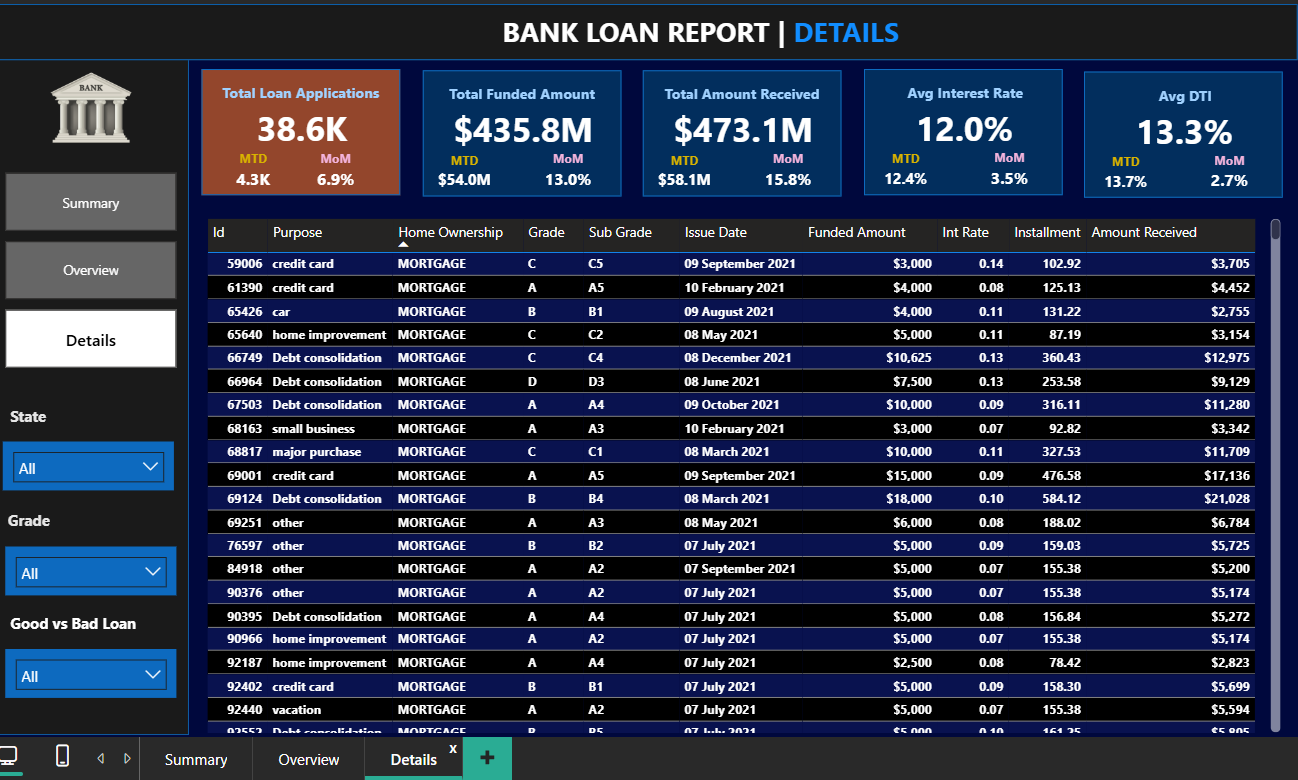 BANK LOAN REPORT | DETAILS
BANK
Summary
Overview
Details
State
All
Grade
All
Good vs Bad Loan
All
Total Loan Applications
38.6K
MTD MoM
4.3K 6.9%
Total Funded Amount
$435.8M
MTD MoM
$54.0M 13.0%
Total Amount Received
$473.1M
MTD MoM
$58.1M 15.8%
Avg Interest Rate
12.0%
MTD MoM
12.4% 3.5%
Avg DTI
13.3%
MTD MoM
13.7% 2.7%
Id Purpose Home Ownership Grade Sub Grade Issue Date Funded Amount Int Rate Installment Amount Received
59006 credit card MORTGAGE C C5 09 September 2021 $3,000 0.14 102.92 $3,705
61390 credit card MORTGAGE A A5 10 February 2021 $4,000 0.08 125.13 $4,452
65426 car MORTGAGE B B1 09 August 2021 $4,000 0.11 131.22 $2,755
65640 home improvement MORTGAGE C C2 08 May 2021 $5,000 0.11 87.19 $3,154
66749 Debt consolidation MORTGAGE C C4 08 December 2021 $10,625 0.13 360.43 $12,975
66964 Debt consolidation MORTGAGE D D3 08 June 2021 $7,500 0.13 253.58 $9,129
67503 Debt consolidation MORTGAGE A A4 09 October 2021 $10,000 0.09 316.11 $11,280
68163 small business MORTGAGE A A3 10 February 2021 $3,000 0.07 92.82 $3,342
68817 major purchase MORTGAGE C C1 08 March 2021 $10,000 0.11 327.53 $11,709
69001 credit card MORTGAGE A A5 09 September 2021 $15,000 0.09 476.58 $17,136
69124 Debt consolidation MORTGAGE B B4 08 March 2021 $18,000 0.10 584.12 $21,028
69251 other MORTGAGE A A3 08 May 2021 $6,000 0.08 188.02 $6,784
76597 other MORTGAGE B B2 07 July 2021 $5,000 0.09 159.03 $5,725
84918 other MORTGAGE A A2 07 September 2021 $5,000 0.07 155.38 $5,200
90376 other MORTGAGE A A2 07 July 2021 $5,000 0.07 155.38 $5,174
90395 Debt consolidation MORTGAGE A A4 07 July 2021 $5,000 0.08 156.84 $5,272
90966 home improvement MORTGAGE A A2 07 July 2021 $5,000 0.07 155.38 $5,174
92187 home improvement MORTGAGE A A4 07 July 2021 $2,500 0.08 78.42 $2,823
92402 credit card MORTGAGE B B1 07 July 2021 $5,000 0.09 158.30 $5,699
92440 vacation MORTGAGE A A2 07 July 2021 $5,000 0.07 155.38 $5,594
Summary Overview Details x +